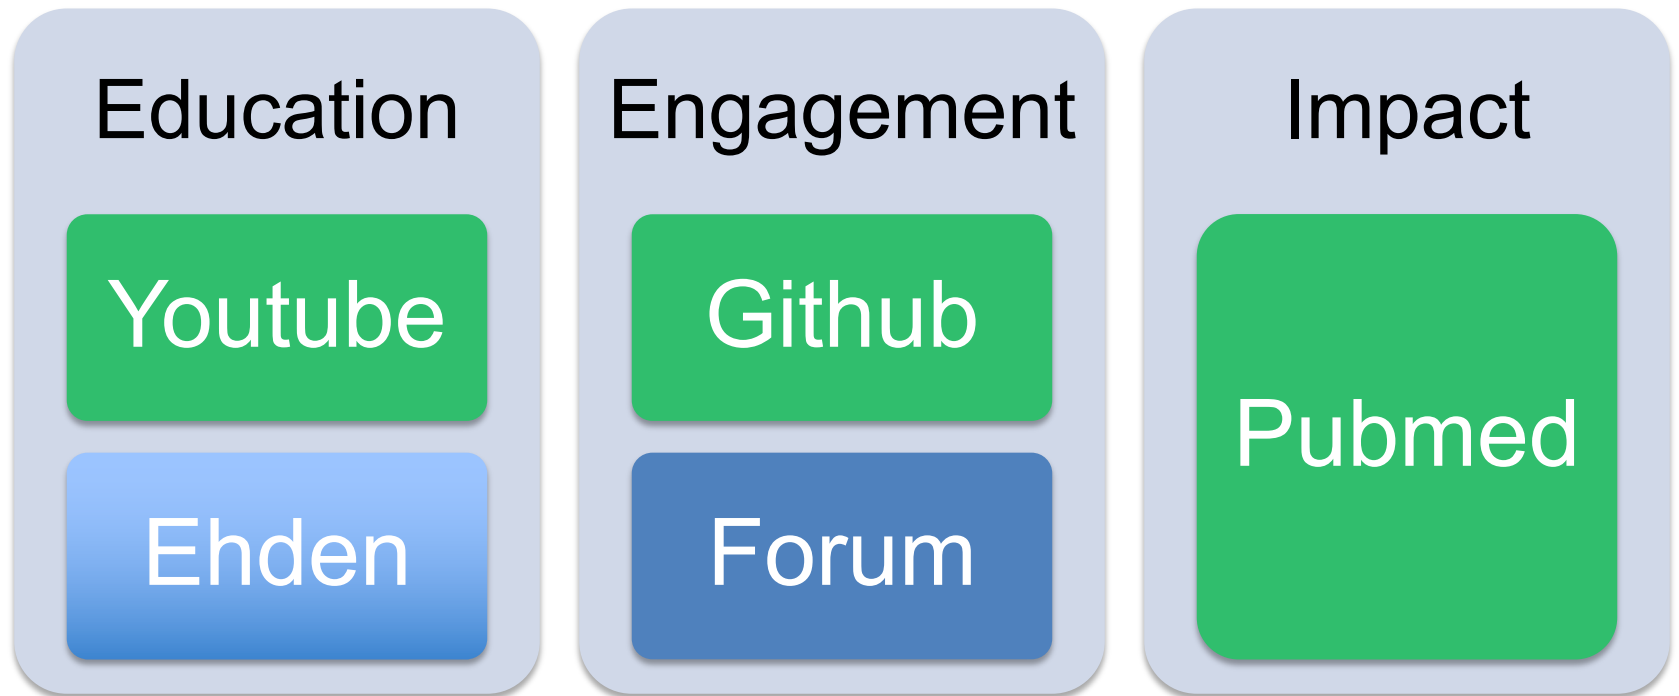 Education
Youtube
Ehden
Engagement
Github
Forum
Impact
Pubmed